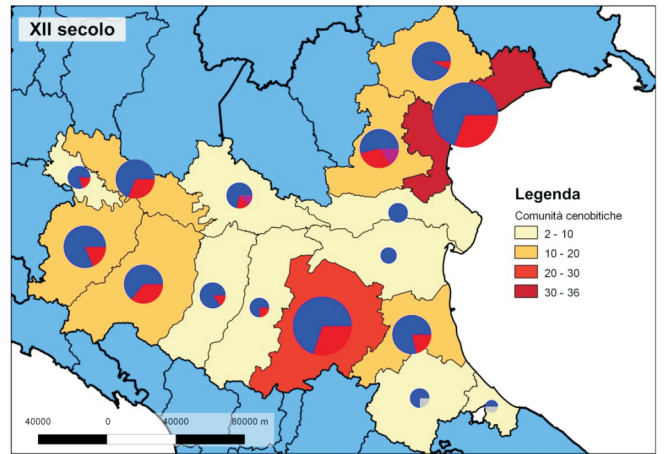 XII secolo
Legenda
Comunità cenobitiche
2 - 10
10 - 20
20 - 30
30 - 36
40000 0 40000 80000 m